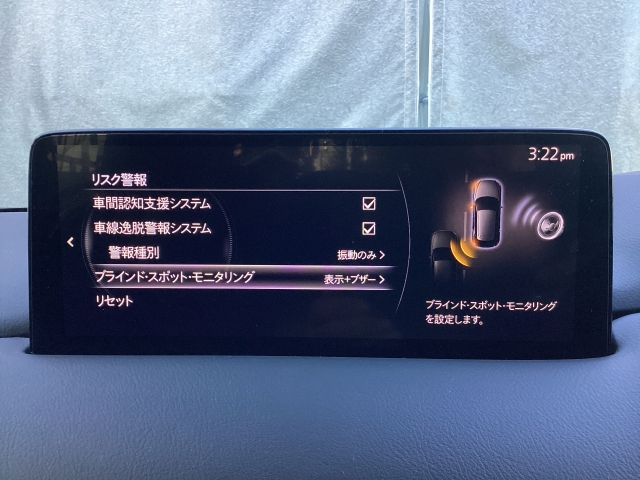 3:22 pm
リスク警報
車間認知支援システム
車線逸脱警報システム
警報種別 振動のみ
ブラインド・スポット・モニタリング 表示+ブザー
リセット
ブラインド・スポット・モニタリング
を設定します。